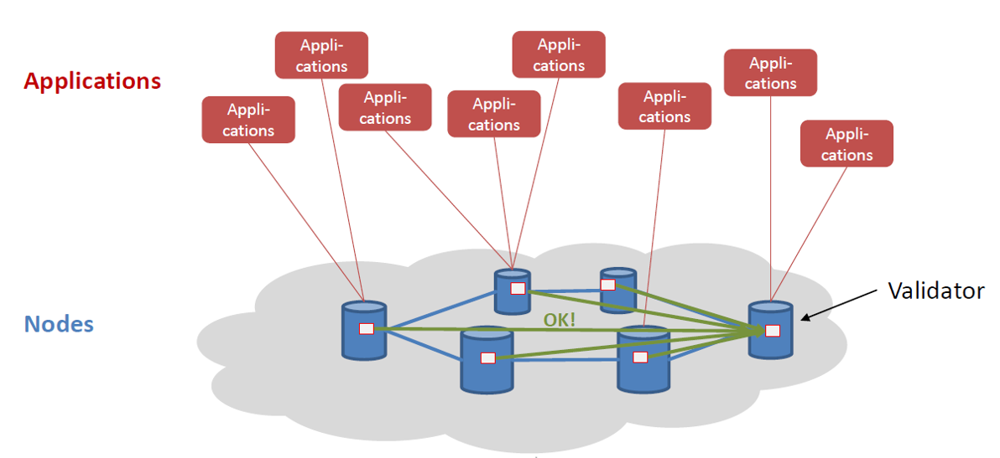 Applications
Appli-
cations
Appli-
cations
Appli-
cations
Appli-
cations
Appli-
cations
Appli-
cations
Appli-
cations
Appli-
cations
Nodes
OK!
Validator